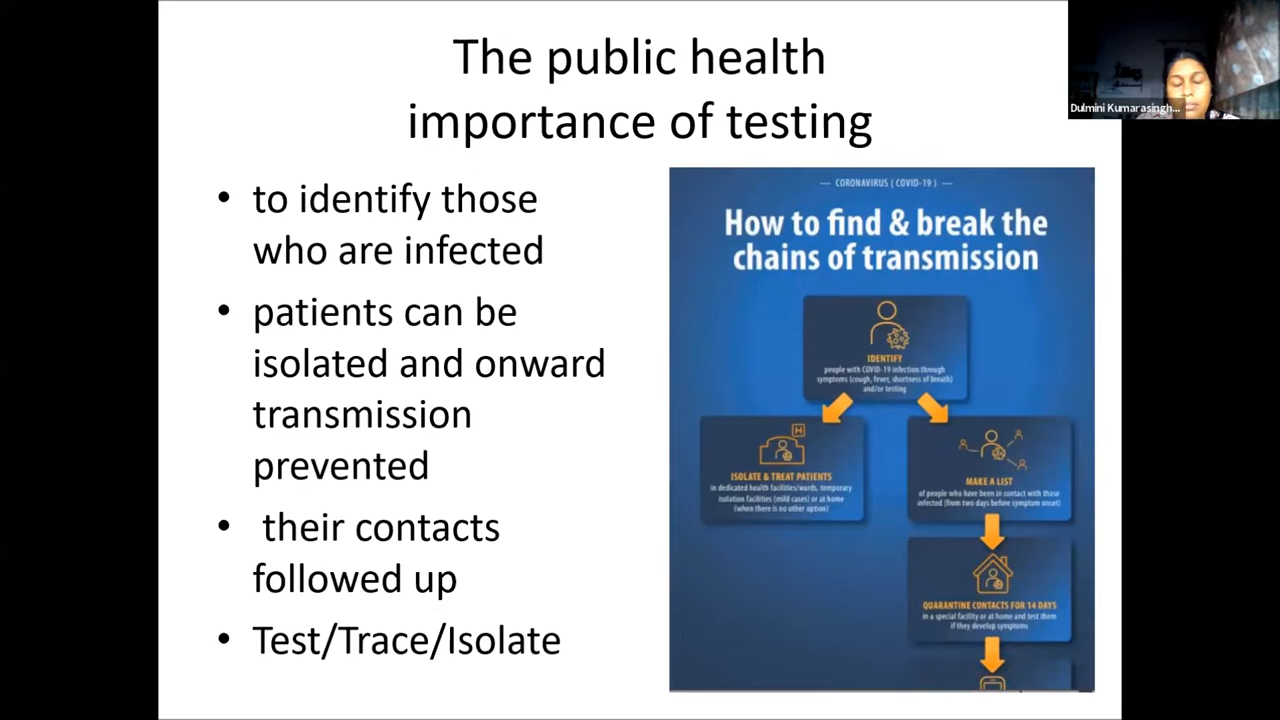 The public health
importance of testing
Dulmini Kumarasingh...
• to identify those
who are infected
• patients can be
isolated and onward
transmission
prevented
• their contacts
followed up
• Test/Trace/Isolate
— CORONAVIRUS ( COVID-19 ) —
How to find & break the
chains of transmission
IDENTIFY
people with COVID-19 infection through
symptoms (cough, fever, shortness of breath)
and/or testing
H
ISOLATE & TREAT PATIENTS
in dedicated health facilities/wards, temporary
isolation facilities (mild cases) or at home
(when there is no other option)
MAKE A LIST
of people who have been in contact with those
infected (from two days before symptom onset)
QUARANTINE CONTACTS FOR 14 DAYS
in a special facility or at home and test them
if they develop symptoms